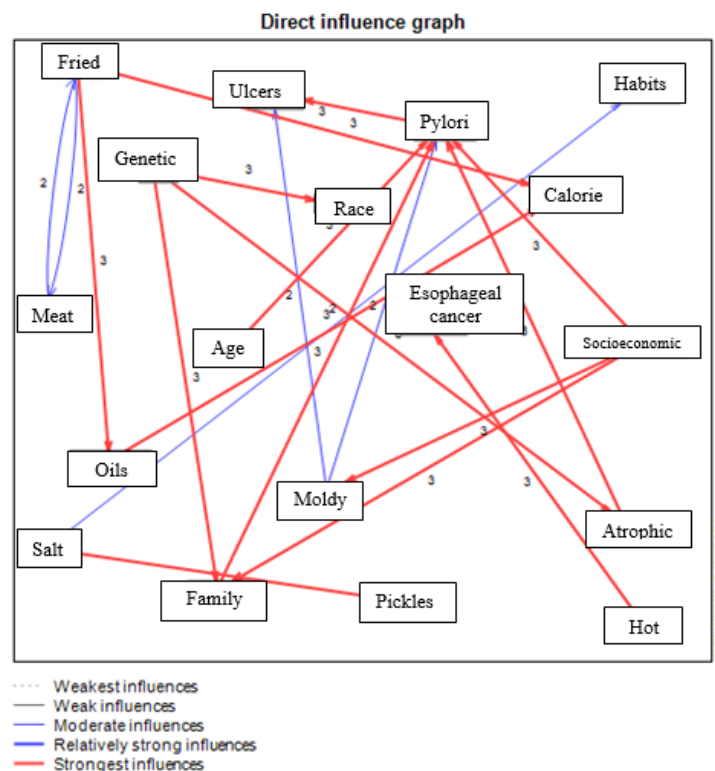 Direct influence graph
Fried
Ulcers
Habits
Pylori
3
3
Genetic
3
2
2
Race
Calorie
3
3
3
Meat
2
Esophageal
cancer
3
2
2
3
Age
3
Socioeconomic
3
3
Oils
Moldy
3
3
Atrophic
Salt
Family
Pickles
Hot
Weakest influences
Weak influences
Moderate influences
Relatively strong influences
Strongest influences